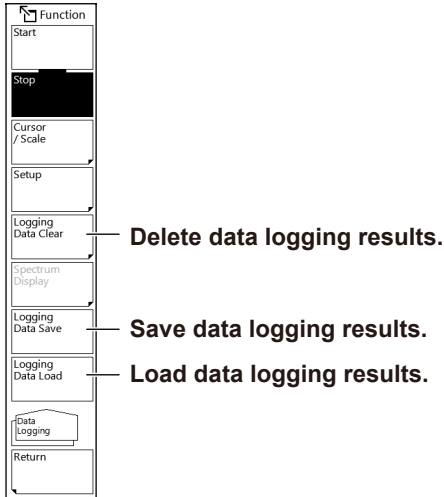 Function
Start
Stop
Cursor
/ Scale
Setup
Logging
Data Clear
Delete data logging results.
Spectrum
Display
Logging
Data Save
Save data logging results.
Logging
Data Load
Load data logging results.
Data
Logging
Return